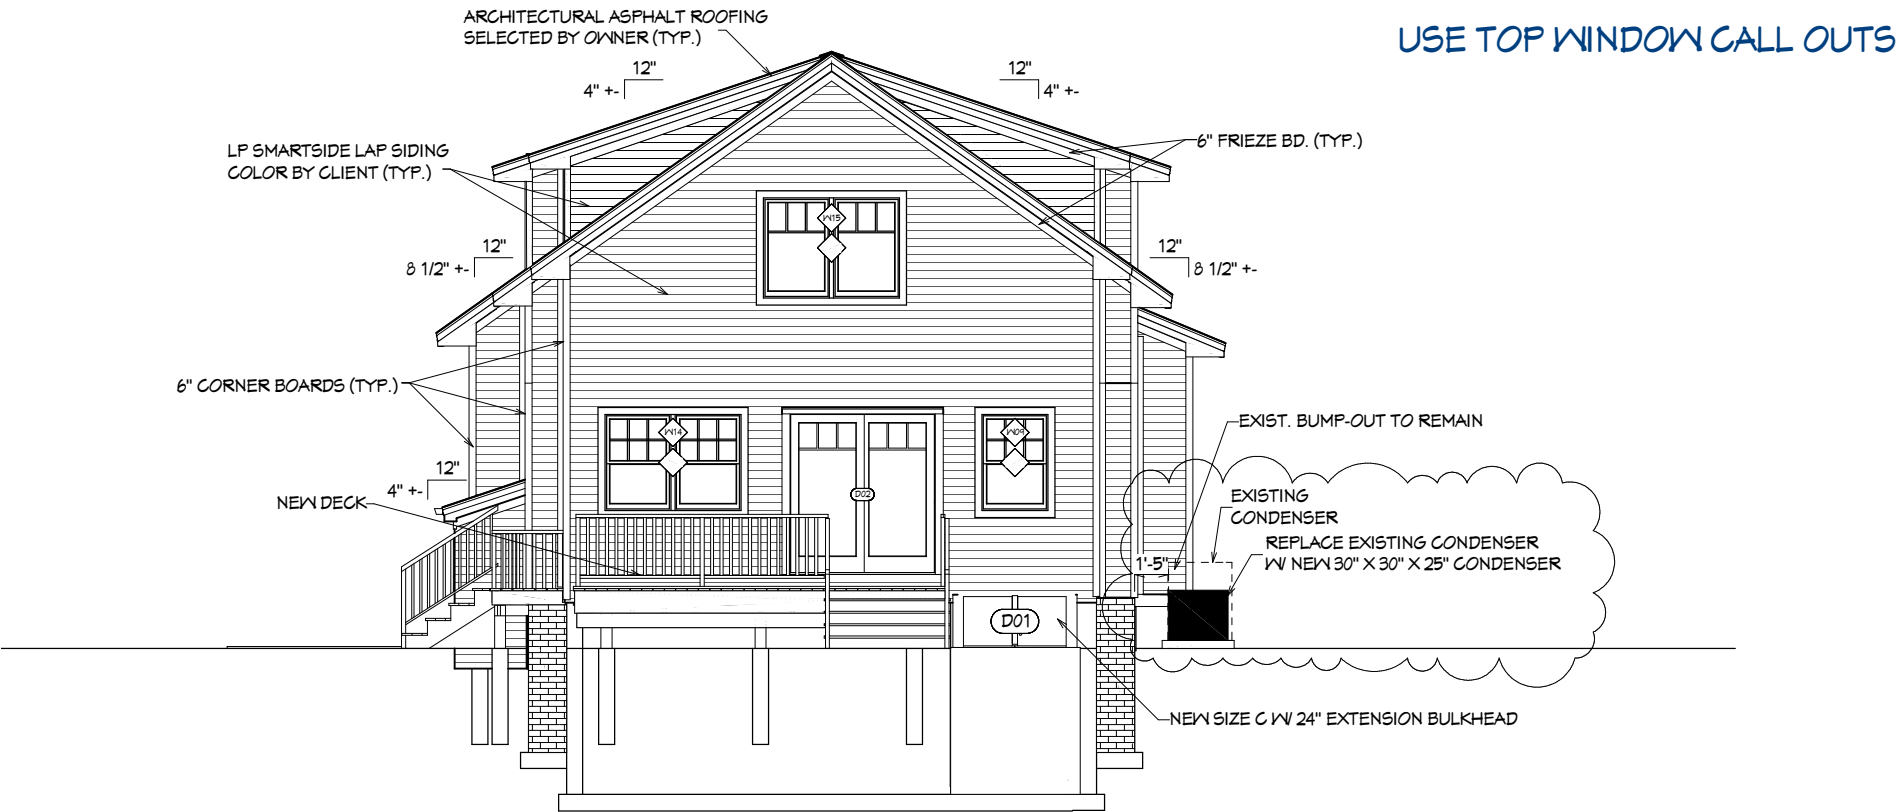 ARCHITECTURAL ASPHALT ROOFING
SELECTED BY OWNER (TYP.)
USE TOP WINDOW CALL OUTS
12"
4" +-
12"
4" +-
6" FRIEZE BD. (TYP.)
LP SMARTSIDE LAP SIDING
COLOR BY CLIENT (TYP.)
W15
12"
8 1/2" +-
12"
8 1/2" +-
6" CORNER BOARDS (TYP.)
EXIST. BUMP-OUT TO REMAIN
W14
W09
12"
4" +-
D02
NEW DECK
EXISTING
CONDENSER
REPLACE EXISTING CONDENSER
W/ NEW 30" X 30" X 25" CONDENSER
1'-5"
D01
NEW SIZE C W/ 24" EXTENSION BULKHEAD